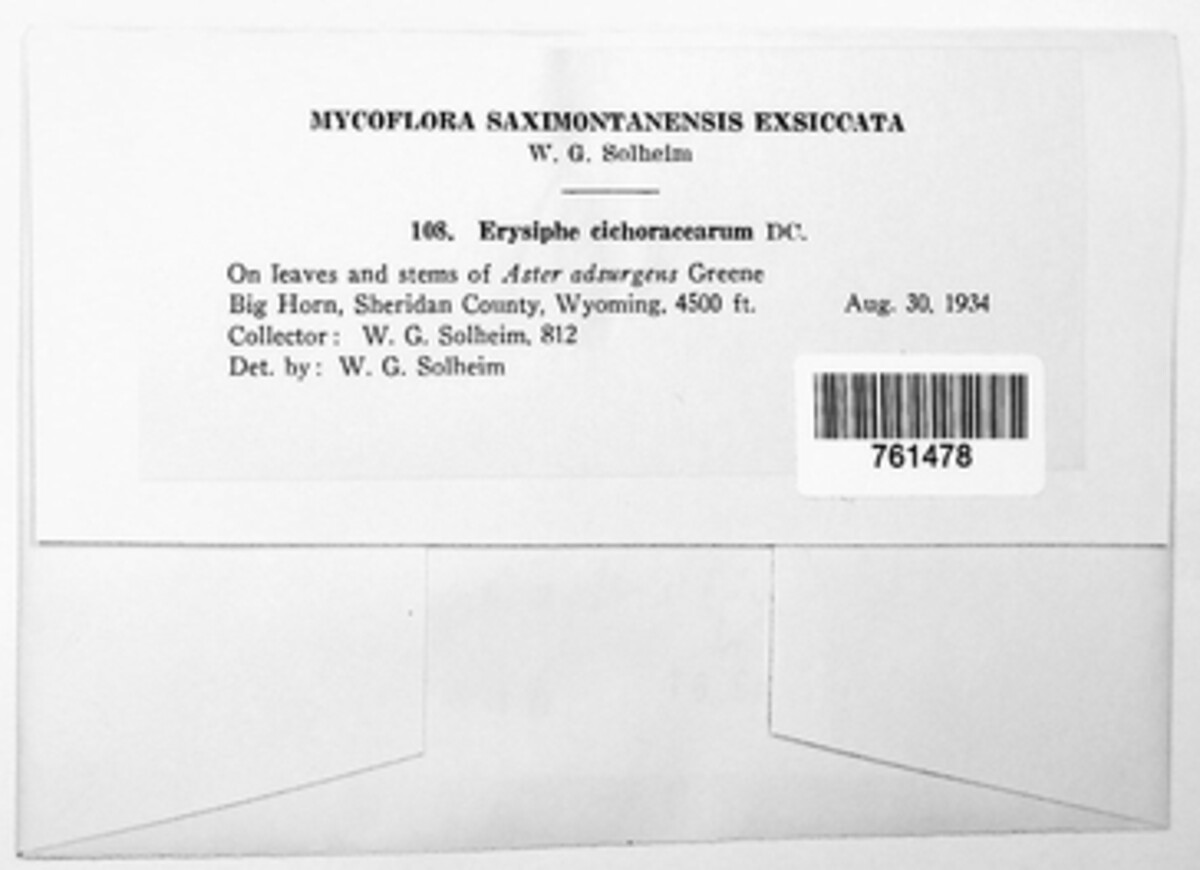 MYCOFLORA SAXIMONTANENSIS EXSICCATA
W. G. Solheim
108. Erysiphe cichoracearum DC.
On leaves and stems of Aster adsurgens Greene
Big Horn, Sheridan County, Wyoming, 4500 ft. Aug. 30, 1934
Collector: W. G. Solheim, 812
Det. by: W. G. Solheim
761478